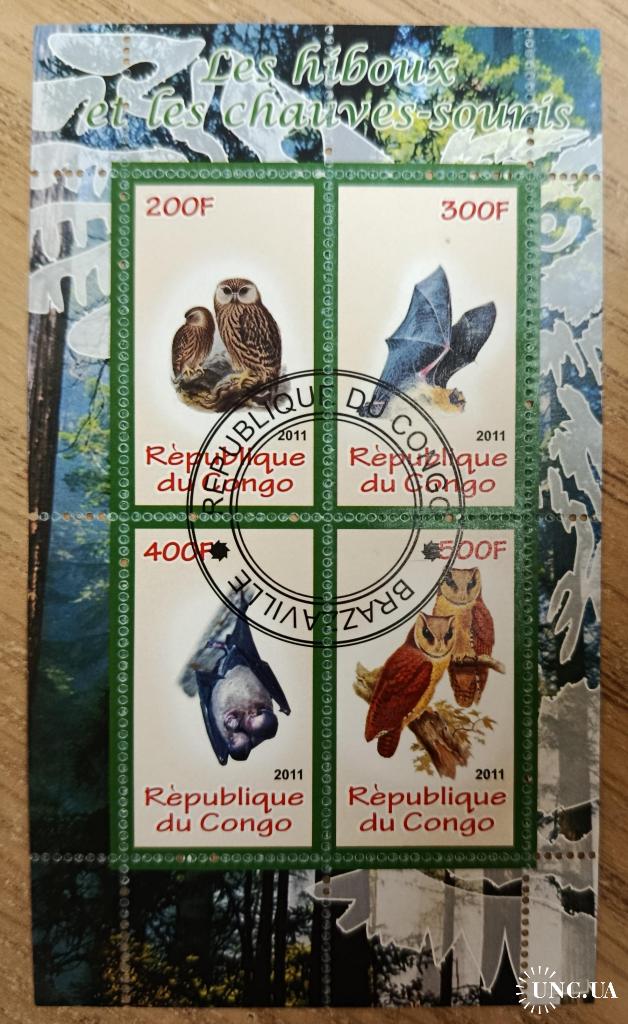 Les hiboux
et les chauves-souris
200F
300F
2011
Rèpublique
du Congo
2011
Rèpublique
du Congo
RÉPUBLIQUE DU CONGO
BRAZZAVILLE
400F
500F
2011
Rèpublique
du Congo
2011
Rèpublique
du Congo
UNC.UA